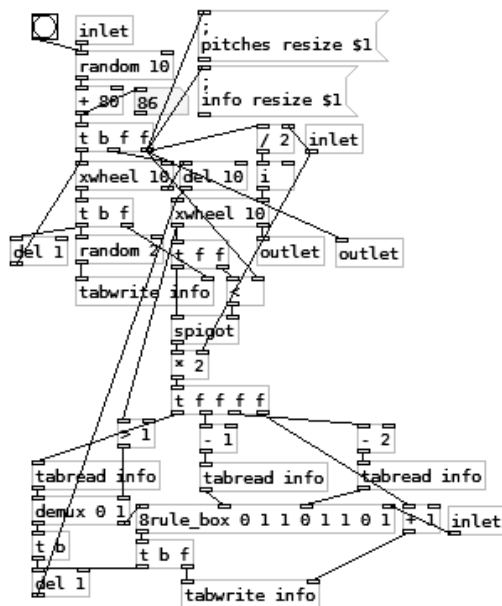 inlet
;
pitches resize $1
random 10
;
info resize $1
+ 80
86
t b f f
/ 2
inlet
xwheel 10
del 10
i
t b f
xwheel 10
del 1
random 2
t f f
outlet
outlet
tabwrite info
<
spigot
* 2
t f f f f
> 1
- 1
- 2
tabread info
tabread info
tabread info
demux 0 1
8rule_box 0 1 1 0 1 1 0 1
+ 1
inlet
t b
t b f
del 1
tabwrite info